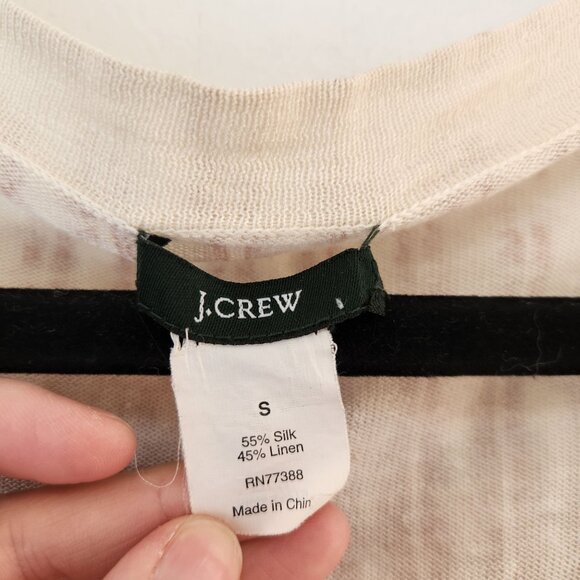 J.CREW
S
55% Silk
45% Linen
RN77388
Made in Chin